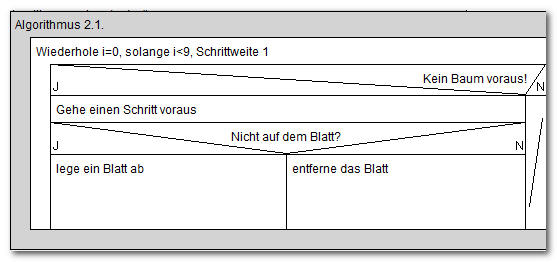 Algorithmus 2.1.
Wiederhole i=0, solange i<9, Schrittweite 1
Kein Baum voraus!
J
N
Gehe einen Schritt voraus
Nicht auf dem Blatt?
J
N
lege ein Blatt ab
entferne das Blatt